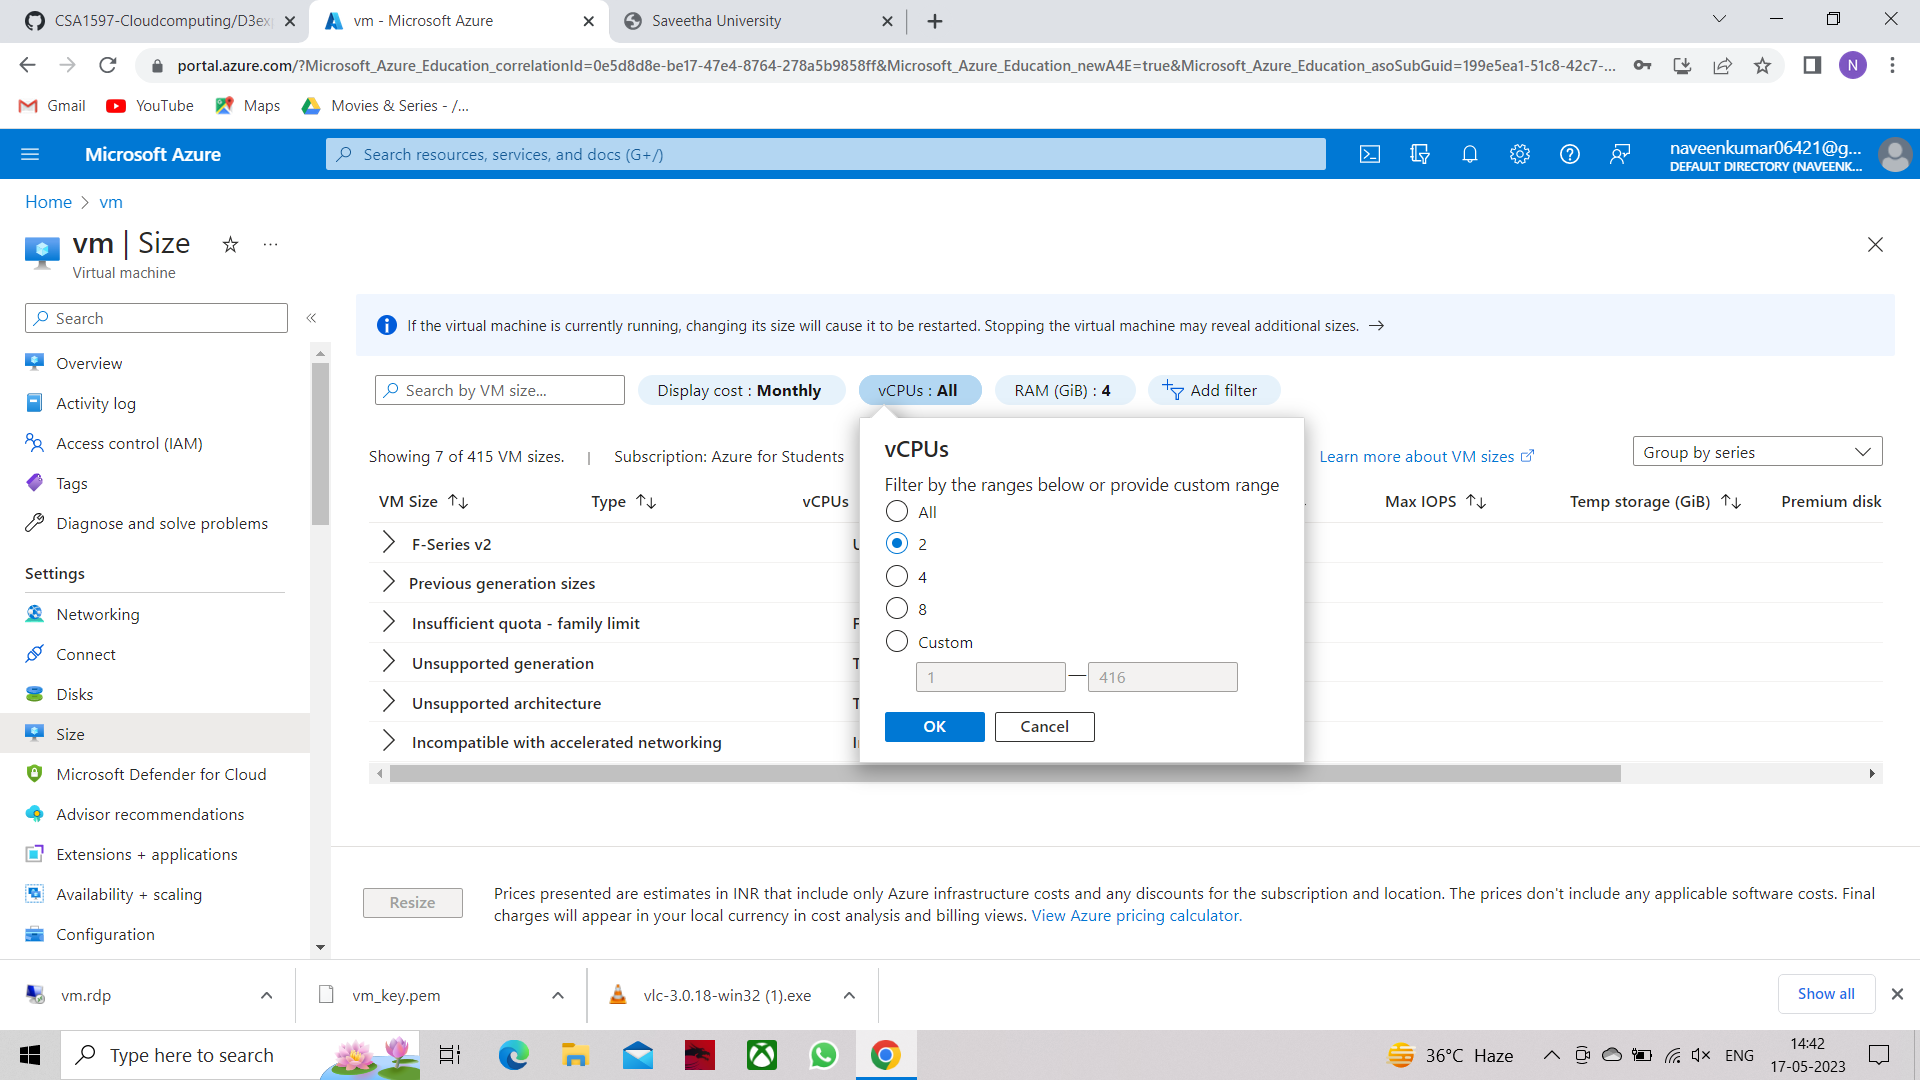 CSA1597-Cloudcomputing/D3exp
vm - Microsoft Azure
Saveetha University
portal.azure.com/?Microsoft_Azure_Education_correlationId=0e5d8d8e-be17-47e4-8764-278a5b9858ff&Microsoft_Azure_Education_newA4E=true&Microsoft_Azure_Education_asoSubGuid=199e5ea1-51c8-42c7-...
N
Gmail
YouTube
Maps
Movies & Series - /...
Microsoft Azure
Search resources, services, and docs (G+/)
naveenkumar06421@g...
DEFAULT DIRECTORY (NAVEENK...
Home > vm
vm | Size
Virtual machine
Search
Overview
Activity log
Access control (IAM)
Tags
Diagnose and solve problems
Settings
Networking
Connect
Disks
Size
Microsoft Defender for Cloud
Advisor recommendations
Extensions + applications
Availability + scaling
Configuration
If the virtual machine is currently running, changing its size will cause it to be restarted. Stopping the virtual machine may reveal additional sizes. →
Search by VM size...
Display cost : Monthly
vCPUs : All
RAM (GiB) : 4
Add filter
Showing 7 of 415 VM sizes. | Subscription: Azure for Students
Learn more about VM sizes
Group by series
VM Size
Type
vCPUs
Max IOPS
Temp storage (GiB)
Premium disk
F-Series v2
Previous generation sizes
Insufficient quota - family limit
Unsupported generation
Unsupported architecture
Incompatible with accelerated networking
vCPUs
Filter by the ranges below or provide custom range
All
2
4
8
Custom
1 — 416
OK
Cancel
Resize
Prices presented are estimates in INR that include only Azure infrastructure costs and any discounts for the subscription and location. The prices don't include any applicable software costs. Final
charges will appear in your local currency in cost analysis and billing views. View Azure pricing calculator.
vm.rdp
vm_key.pem
vlc-3.0.18-win32 (1).exe
Show all
Type here to search
36°C Haze
ENG
14:42
17-05-2023